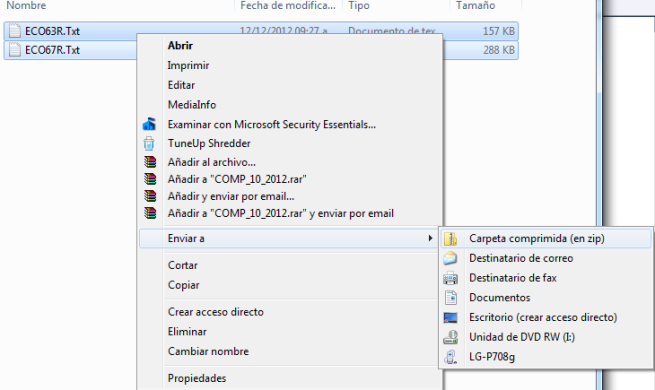 Nombre Fecha de modifica... Tipo Tamaño
ECO63R.Txt 12/12/2012 09:27 a Documento de tex 157 KB
ECO67R.Txt 288 KB
Abrir
Imprimir
Editar
MediaInfo
Examinar con Microsoft Security Essentials...
TuneUp Shredder
Añadir al archivo...
Añadir a "COMP_10_2012.rar"
Añadir y enviar por email...
Añadir a "COMP_10_2012.rar" y enviar por email
Enviar a
Cortar
Copiar
Crear acceso directo
Eliminar
Cambiar nombre
Propiedades
Carpeta comprimida (en zip)
Destinatario de correo
Destinatario de fax
Documentos
Escritorio (crear acceso directo)
Unidad de DVD RW (I:)
LG-P708g